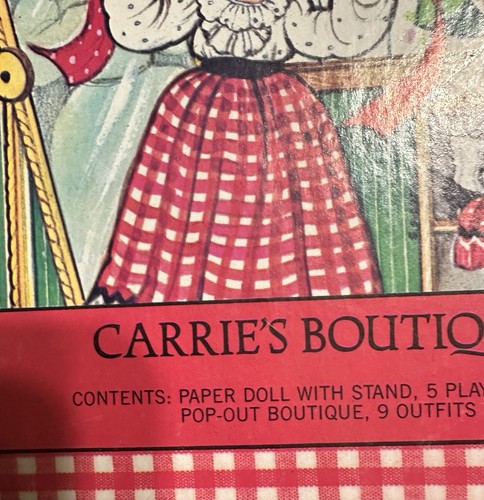 CARRIE'S BOUTIQ
CONTENTS: PAPER DOLL WITH STAND, 5 PLAY
POP-OUT BOUTIQUE, 9 OUTFITS